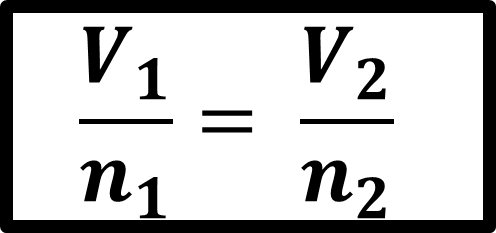 V₁/n₁ = V₂/n₂